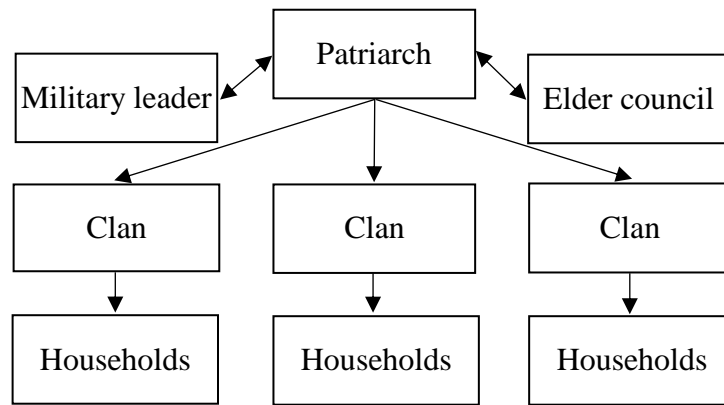 Patriarch
Military leader
Elder council
Clan
Clan
Clan
Households
Households
Households